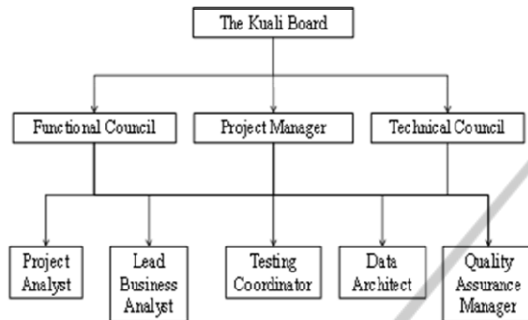 The Kuali Board
Functional Council
Project Manager
Technical Council
Project
Analyst
Lead
Business
Analyst
Testing
Coordinator
Data
Architect
Quality
Assurance
Manager